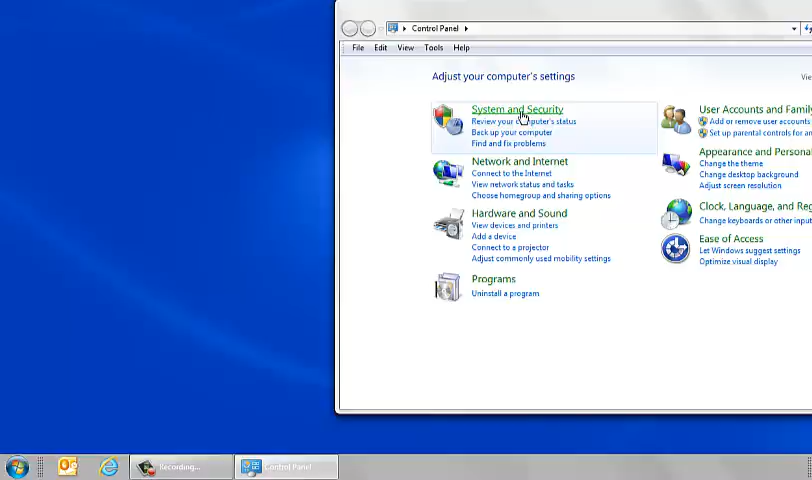 Control Panel
File Edit View Tools Help
Adjust your computer's settings
System and Security
Review your computer's status
Back up your computer
Find and fix problems
Network and Internet
Connect to the Internet
View network status and tasks
Choose homegroup and sharing options
Hardware and Sound
View devices and printers
Add a device
Connect to a projector
Adjust commonly used mobility settings
Programs
Uninstall a program
Vie
User Accounts and Family
Add or remove user accounts
Set up parental controls for an
Appearance and Personal
Change the theme
Change desktop background
Adjust screen resolution
Clock, Language, and Reg
Change keyboards or other input
Ease of Access
Let Windows suggest settings
Optimize visual display
Recording...
Control Panel